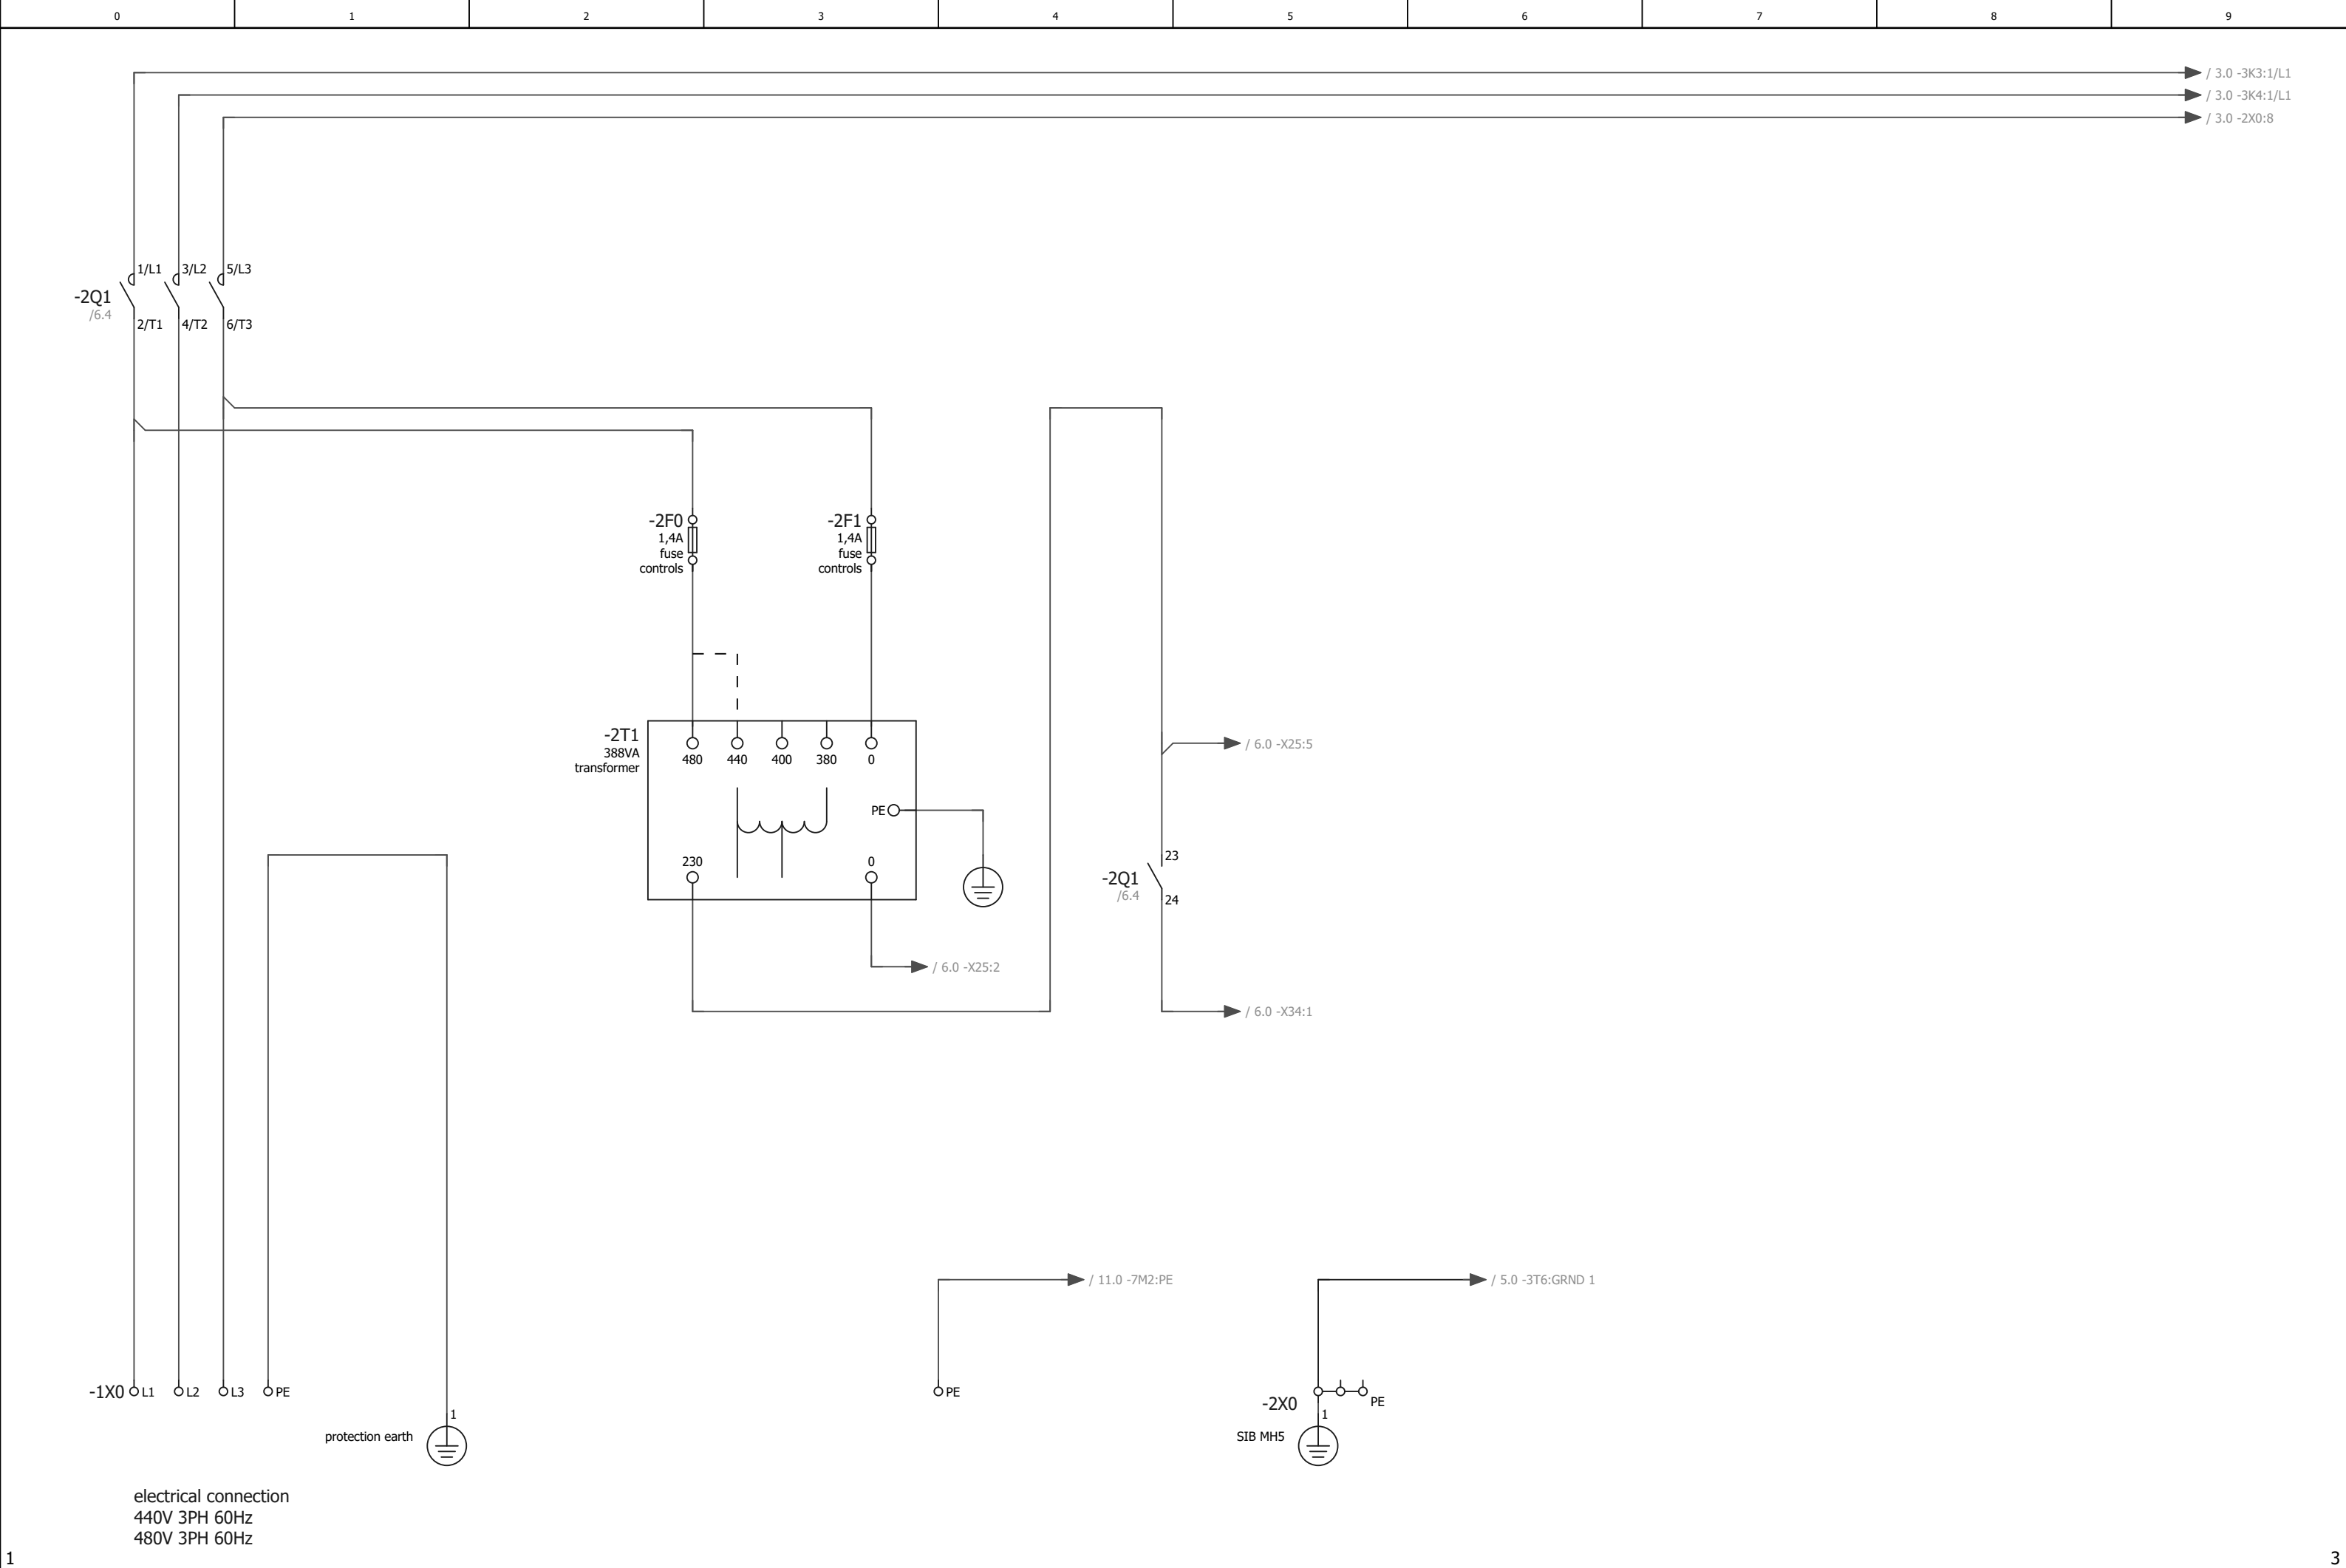 0 1 2 3 4 5 6 7 8 9
/ 3.0 -3K3:1/L1
/ 3.0 -3K4:1/L1
/ 3.0 -2X0:8
1/L1 3/L2 5/L3
-2Q1
/6.4
2/T1 4/T2 6/T3
-2F0
1,4A
fuse
controls
-2F1
1,4A
fuse
controls
-2T1
388VA
transformer
480 440 400 380 0
PE
230 0
/ 6.0 -X25:5
23
-2Q1
/6.4
24
/ 6.0 -X25:2
/ 6.0 -X34:1
/ 11.0 -7M2:PE
/ 5.0 -3T6:GRND 1
-1X0 L1 L2 L3 PE
PE
-2X0
PE
1
protection earth
1
SIB MH5
electrical connection
440V 3PH 60Hz
480V 3PH 60Hz
1
3